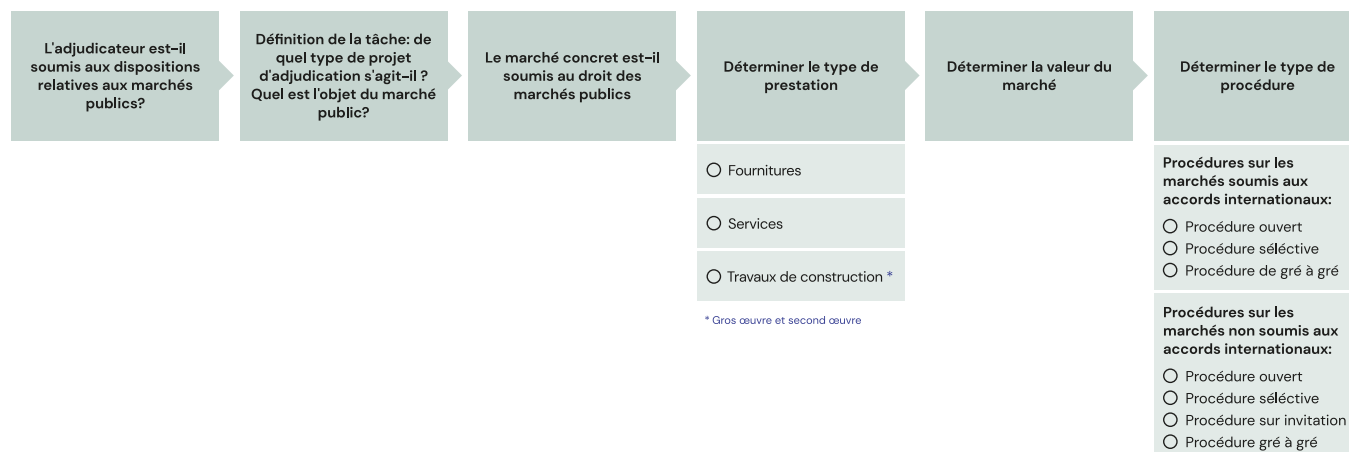 L'adjudicateur est-il
soumis aux dispositions
relatives aux marchés
publics?
Définition de la tâche: de
quel type de projet
d'adjudication s'agit-il ?
Quel est l'objet du marché
public?
Le marché concret est-il
soumis au droit des
marchés publics
Déterminer le type de
prestation
Fournitures
Services
Travaux de construction *
* Gros œuvre et second œuvre
Déterminer la valeur du
marché
Déterminer le type de
procédure
Procédures sur les
marchés soumis aux
accords internationaux:
Procédure ouvert
Procédure séléctive
Procédure de gré à gré
Procédures sur les
marchés non soumis aux
accords internationaux:
Procédure ouvert
Procédure séléctive
Procédure sur invitation
Procédure gré à gré